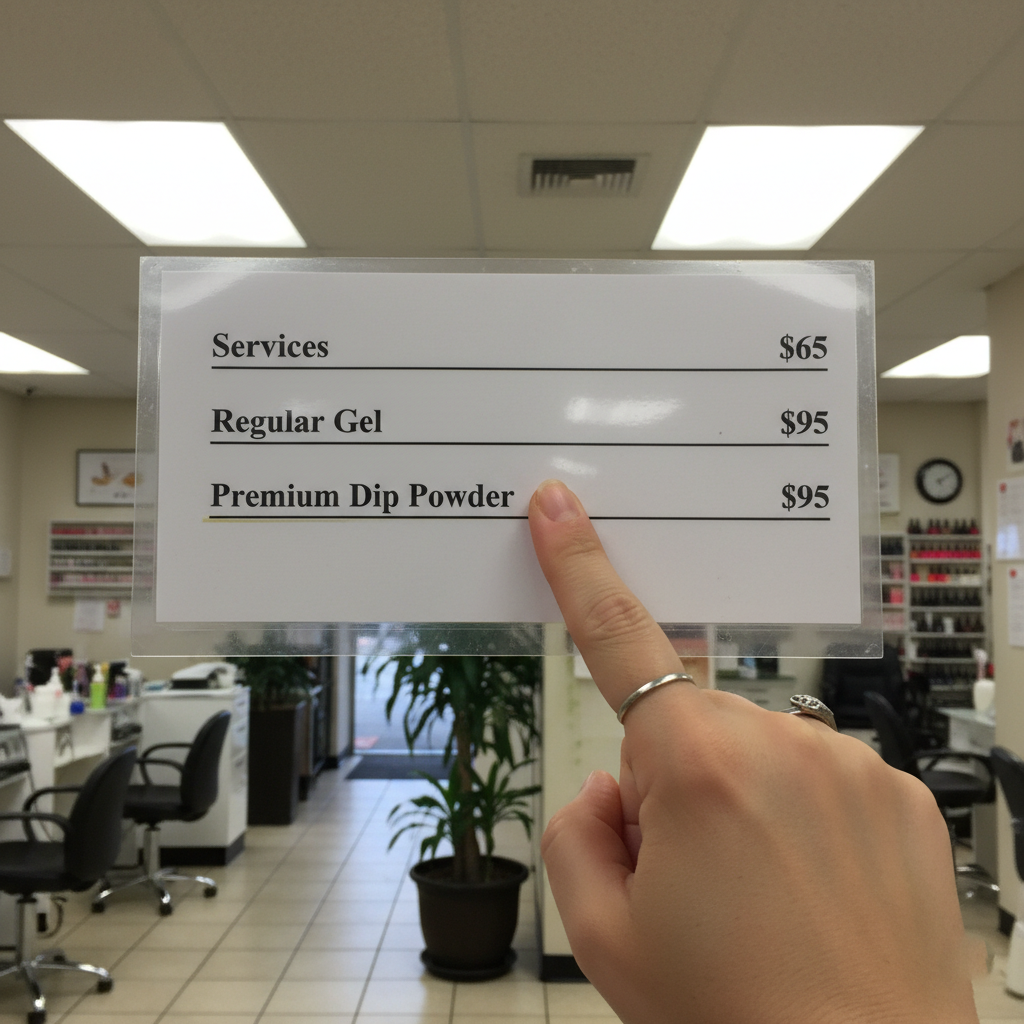 Services $65
Regular Gel $95
Premium Dip Powder $95